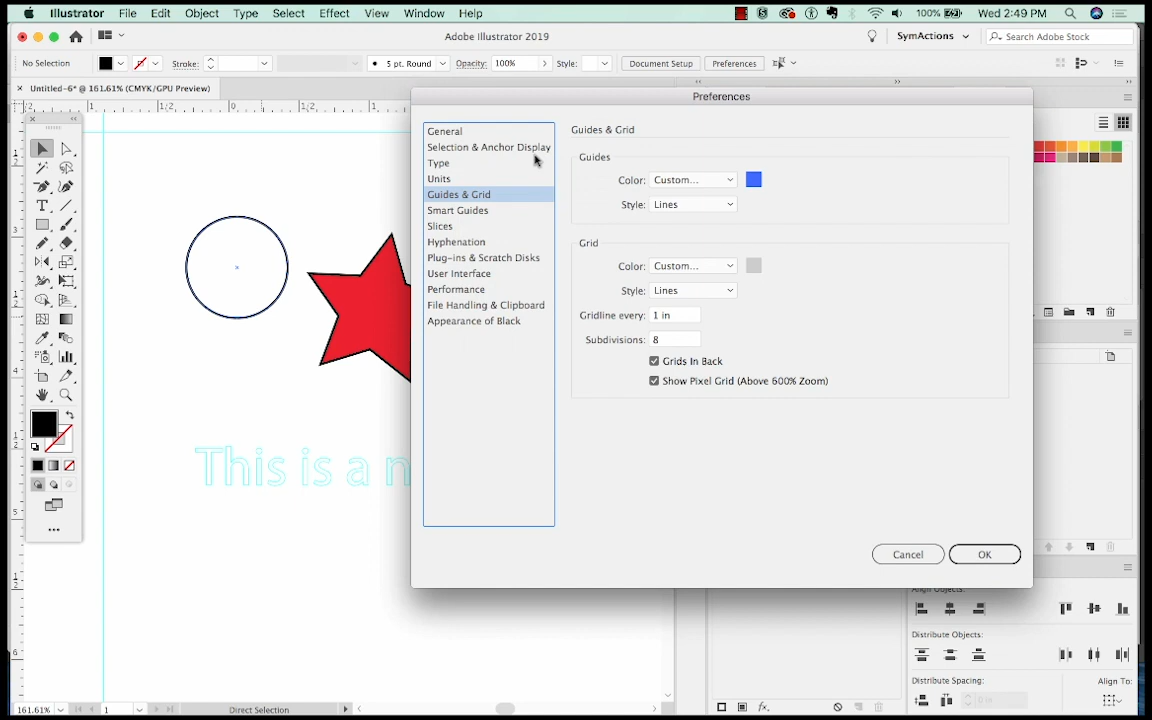 Illustrator File Edit Object Type Select Effect View Window Help
100% Wed 2:49 PM
Adobe Illustrator 2019
SymActions
Search Adobe Stock
No Selection
Stroke:
5 pt. Round
Opacity: 100%
Style:
Document Setup
Preferences
Untitled-6* @ 161.61% (CMYK/GPU Preview)
Preferences
General
Selection & Anchor Display
Type
Units
Guides & Grid
Smart Guides
Slices
Hyphenation
Plug-ins & Scratch Disks
User Interface
Performance
File Handling & Clipboard
Appearance of Black
Guides & Grid
Guides
Color: Custom...
Style: Lines
Grid
Color: Custom...
Style: Lines
Gridline every: 1 in
Subdivisions: 8
Grids In Back
Show Pixel Grid (Above 600% Zoom)
Cancel
OK
This is a n
Align Objects:
Distribute Objects:
Distribute Spacing:
Align To:
0 in
161.61%
1
Direct Selection